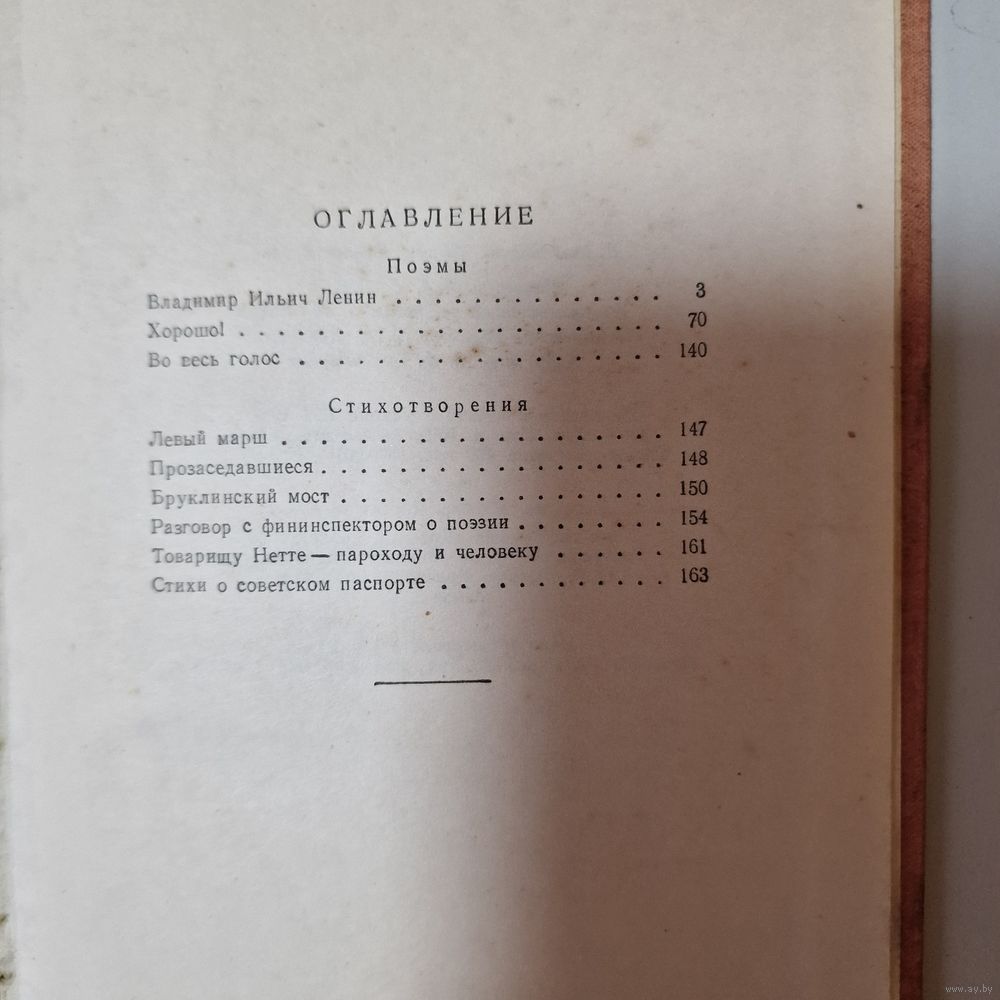 ОГЛАВЛЕНИЕ
Поэмы
Владимир Ильич Ленин . . . . . . . . . . . . . . 3
Хорошо! . . . . . . . . . . . . . . . . . . . . . . 70
Во весь голос . . . . . . . . . . . . . . . . . . . 140
Стихотворения
Левый марш . . . . . . . . . . . . . . . . . . . . 147
Прозаседавшиеся . . . . . . . . . . . . . . . . . . 148
Бруклинский мост . . . . . . . . . . . . . . . . . 150
Разговор с фининспектором о поэзии . . . . . . . . 154
Товарищу Нетте — пароходу и человеку . . . . . . 161
Стихи о советском паспорте . . . . . . . . . . . . 163
www.ay.by